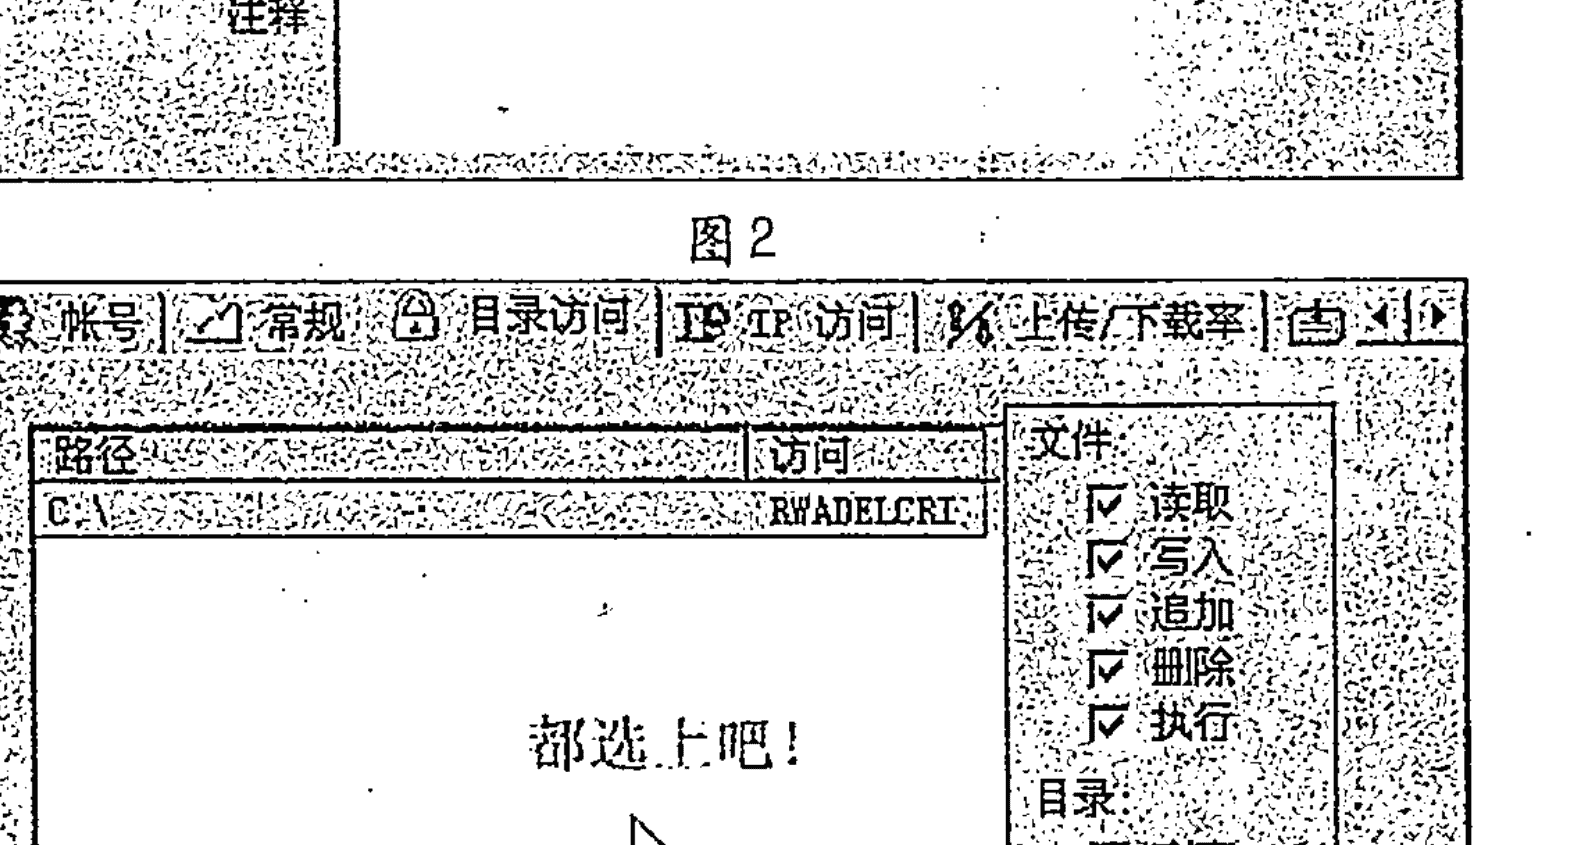 注释
图2
帐号 常规 目录访问 IP IP 访问 % 上传/下载率
路径 访问
C:\ RWADELCRI
文件:
读取
写入
追加
删除
执行
都选上吧!
目录: